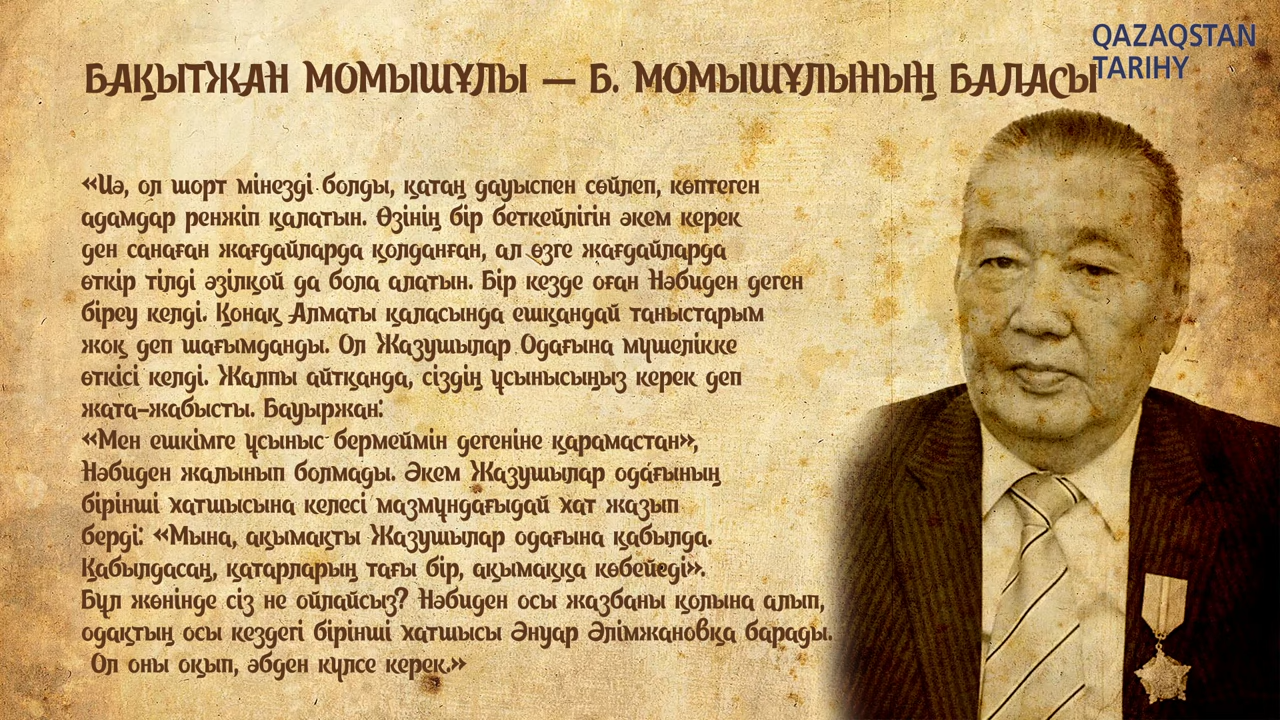 QAZAQSTAN
TARIHY
БАҚЫТЖАН МОМЫШҰЛЫ — Б. МОМЫШҰЛЫНЫҢ БАЛАСЫ
«Иә, ол шорт мінезді болды, қатаң дауыспен сөйлеп, көптеген
адамдар ренжіп қалатын. Өзінің бір беткейлігін әкем керек
ден санаған жағдайларда қолданған, ал өзге жағдайларда
өткір тілді әзілқой да бола алатын. Бір кезде оған Нәбиден деген
біреу келді. Қонақ Алматы қаласында ешқандай таныстарым
жоқ деп шағымданды. Ол Жазушылар Одағына мүшелікке
өткісі келді. Жалпы айтқанда, сіздің ұсынысыңыз керек деп
жата-жабысты. Бауыржан:
«Мен ешкімге ұсыныс бермеймін дегеніне қарамастан»,
Нәбиден жалынып болмады. Әкем Жазушылар одағының
бірінші хатшысына келесі мазмұндағыдай хат жазып
берді: «Мына, ақымақты Жазушылар одағына қабылда.
Қабылдасаң, қатарларың тағы бір, ақымаққа көбейеді».
Бұл жөнінде сіз не ойлайсыз? Нәбиден осы жазбаны қолына алып,
одақтың осы кездегі бірінші хатшысы Әнуар Әлімжановқа барады.
Ол оны оқып, әбден күлсе керек.»